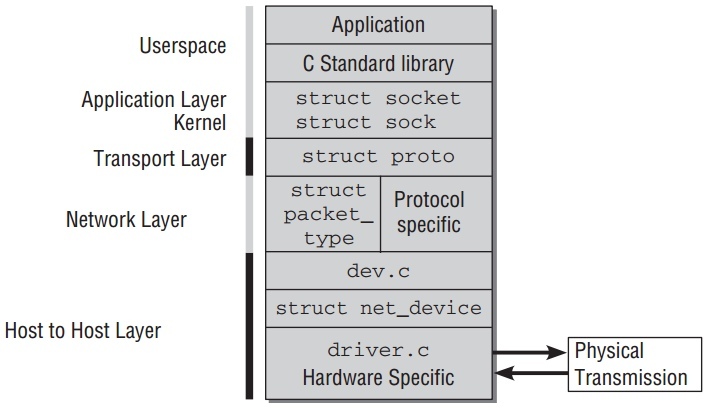 Userspace
Application
C Standard library
Application Layer
Kernel
struct socket
struct sock
Transport Layer
struct proto
Network Layer
struct
packet_
type
Protocol
specific
Host to Host Layer
dev.c
struct net_device
driver.c
Hardware Specific
Physical
Transmission